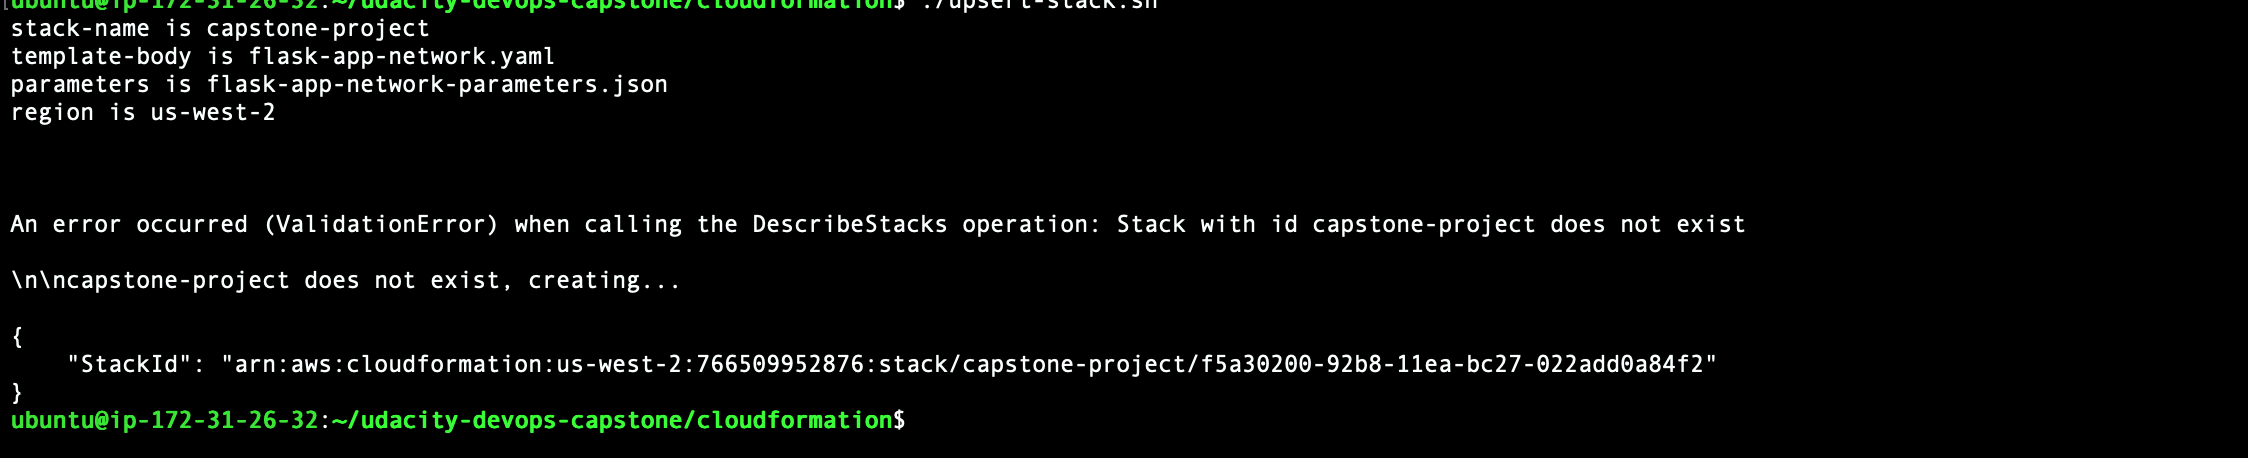 ubuntu@ip-172-31-26-32:~/udacity-devops-capstone/cloudformation$ ./upsert-stack.sh
stack-name is capstone-project
template-body is flask-app-network.yaml
parameters is flask-app-network-parameters.json
region is us-west-2
An error occurred (ValidationError) when calling the DescribeStacks operation: Stack with id capstone-project does not exist
\n\ncapstone-project does not exist, creating...
{
    "StackId": "arn:aws:cloudformation:us-west-2:766509952876:stack/capstone-project/f5a30200-92b8-11ea-bc27-022add0a84f2"
}
ubuntu@ip-172-31-26-32:~/udacity-devops-capstone/cloudformation$